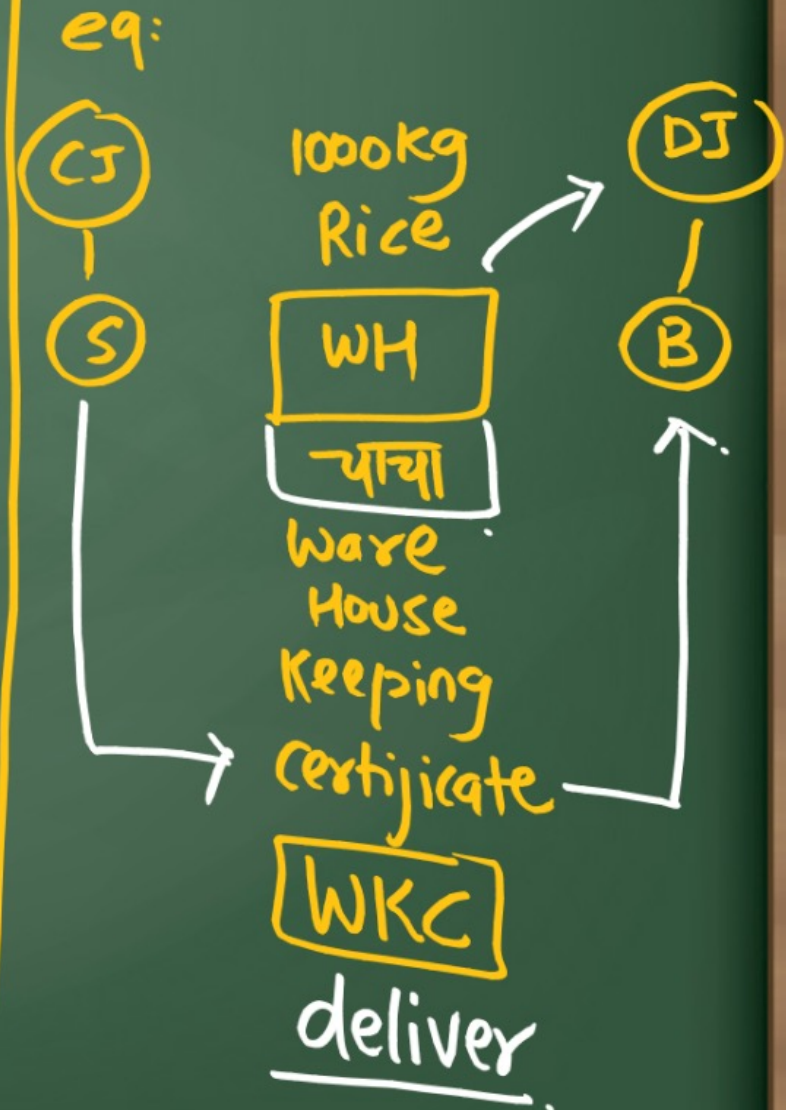 eg:
CJ
1000kg
DJ
Rice
S
WH
B
चाचा
Ware
House
Keeping
Certificate
WKC
deliver